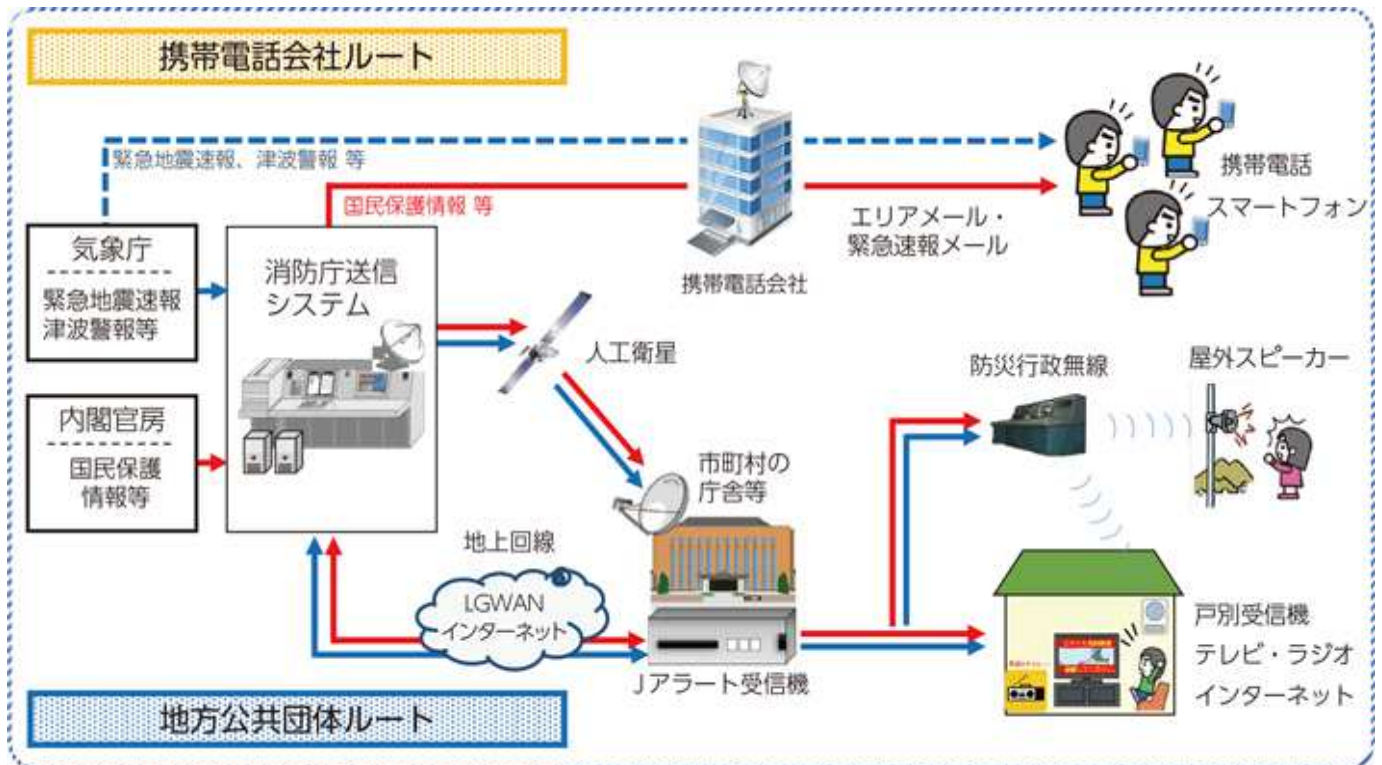 携帯電話会社ルート
緊急地震速報、津波警報 等
国民保護情報 等
エリアメール・
緊急速報メール
携帯電話会社
携帯電話
スマートフォン
気象庁
緊急地震速報
津波警報等
内閣官房
国民保護
情報等
消防庁送信
システム
人工衛星
市町村の
庁舎等
地上回線
LGWAN
インターネット
Jアラート受信機
防災行政無線
屋外スピーカー
戸別受信機
テレビ・ラジオ
インターネット
地方公共団体ルート